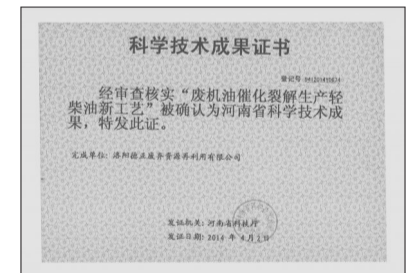 科学技术成果证书
经审查核实“废机油催化裂解生产轻
柴油新工艺”被确认为河南省科学技术成
果，特发此证。
完成单位：洛阳德正废弃资源再利用有限公司
发证机关：河南省科技厅
发证日期：2014 年 4月2日